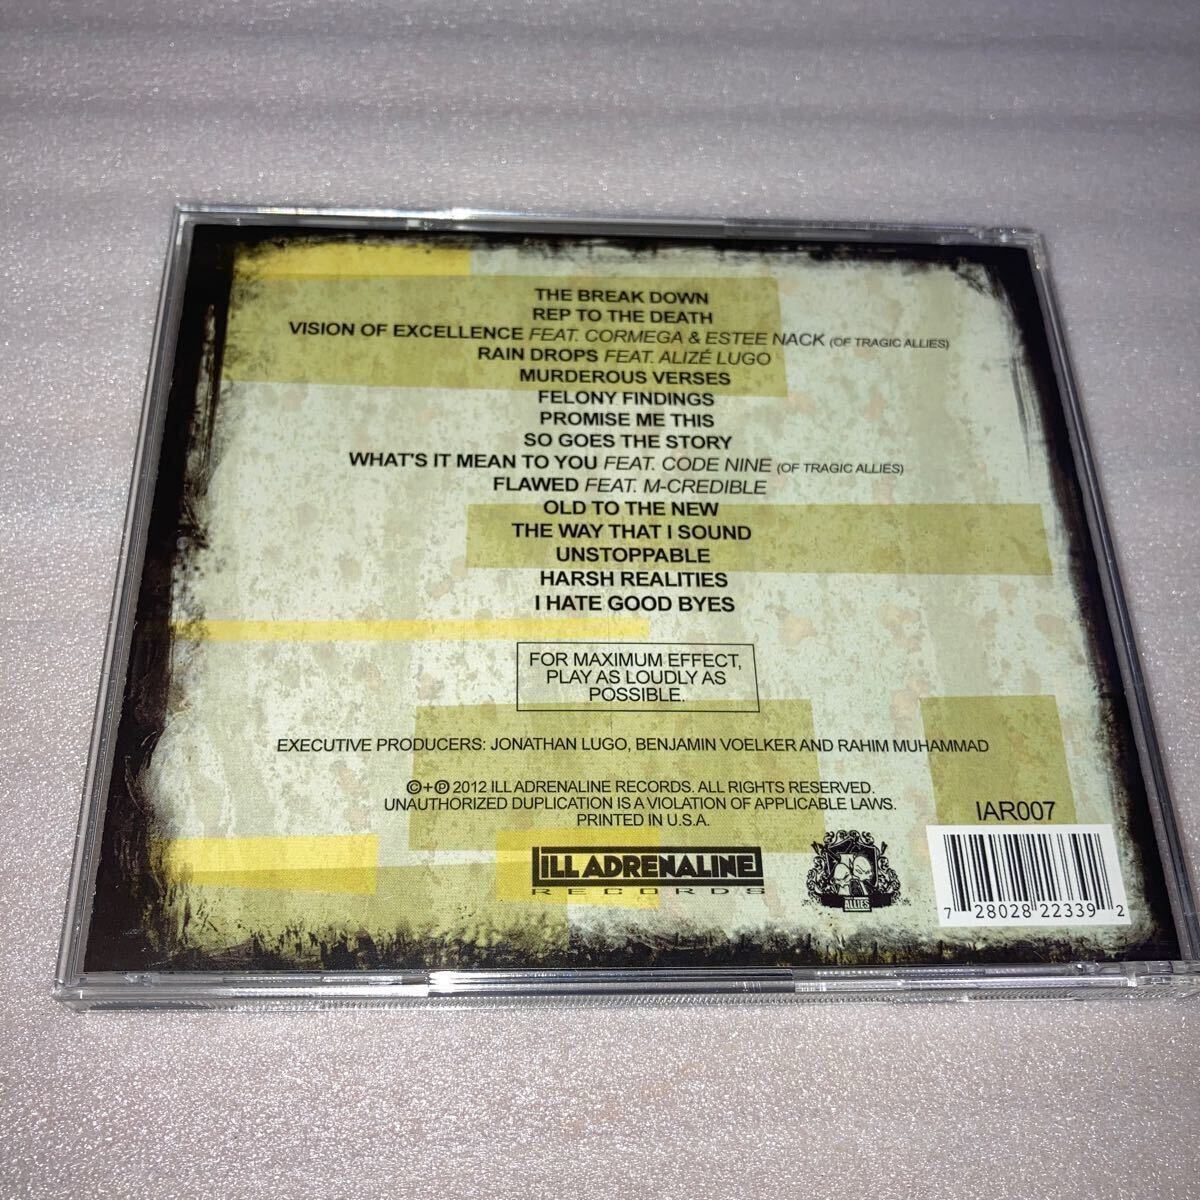 THE BREAK DOWN
REP TO THE DEATH
VISION OF EXCELLENCE FEAT. CORMEGA & ESTEE NACK (OF TRAGIC ALLIES)
RAIN DROPS FEAT. ALIZÉ LUGO
MURDEROUS VERSES
FELONY FINDINGS
PROMISE ME THIS
SO GOES THE STORY
WHAT'S IT MEAN TO YOU FEAT. CODE NINE (OF TRAGIC ALLIES)
FLAWED FEAT. M-CREDIBLE
OLD TO THE NEW
THE WAY THAT I SOUND
UNSTOPPABLE
HARSH REALITIES
I HATE GOOD BYES
FOR MAXIMUM EFFECT,
PLAY AS LOUDLY AS
POSSIBLE.
EXECUTIVE PRODUCERS: JONATHAN LUGO, BENJAMIN VOELKER AND RAHIM MUHAMMAD
©+℗ 2012 ILL ADRENALINE RECORDS. ALL RIGHTS RESERVED.
UNAUTHORIZED DUPLICATION IS A VIOLATION OF APPLICABLE LAWS.
PRINTED IN U.S.A.
IAR007
ILL ADRENALINE
RECORDS
ALLIES
7 28028 22339 2